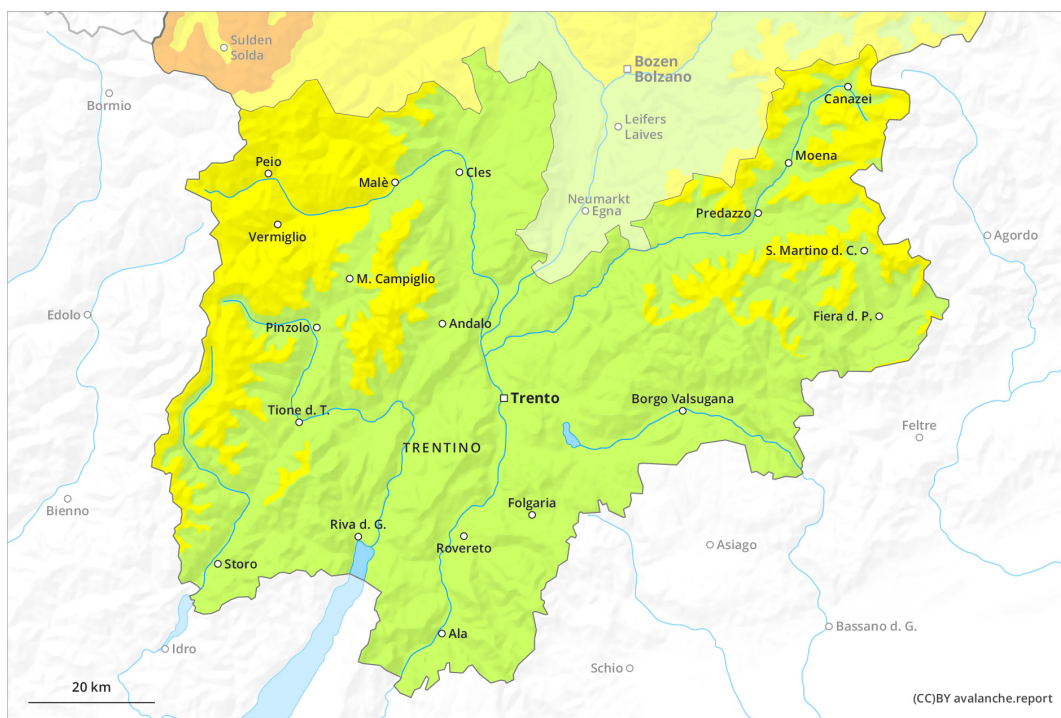 Sulden
Solda
Bozen
Bolzano
Bormio
Canazei
Leifers
Laives
Moena
Peio
Malè
Cles
Neumarkt
Egna
Predazzo
Vermiglio
Agordo
S. Martino d. C.
M. Campiglio
Edolo
Pinzolo
Andalo
Fiera d. P.
Trento
Borgo Valsugana
Tione d. T.
Feltre
TRENTINO
Bienno
Folgaria
Riva d. G.
Rovereto
Asiago
Storo
Ala
Bassano d. G.
Idro
Schio
20 km
(CC)BY avalanche.report